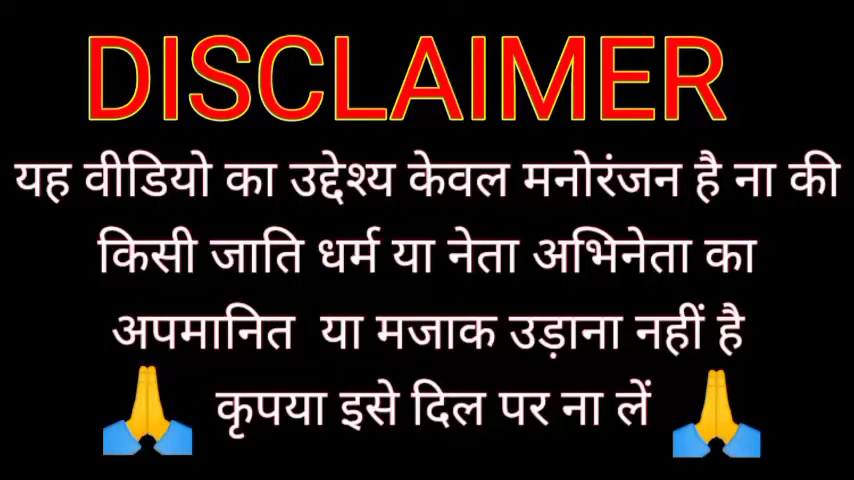 DISCLAIMER
यह वीडियो का उद्देश्य केवल मनोरंजन है ना की
किसी जाति धर्म या नेता अभिनेता का
अपमानित या मजाक उड़ाना नहीं है
कृपया इसे दिल पर ना लें